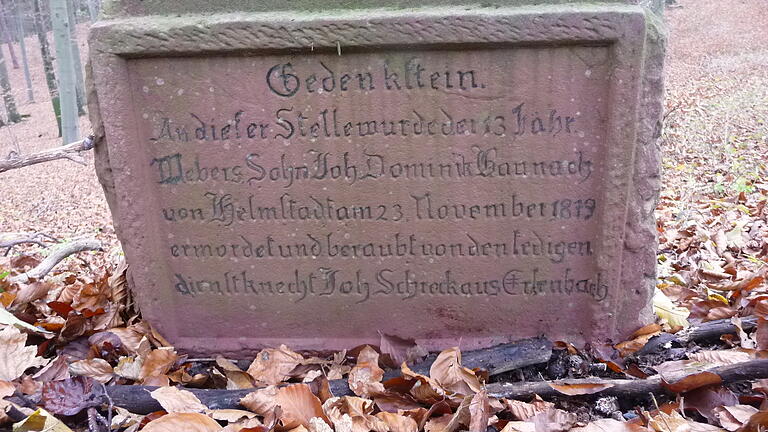 Gedenkstein.
An dieser Stelle wurde der 13 Jähr.
Webers Sohn Joh. Dominik Gaunach
von Helmstadt am 23. November 1819
ermordet und beraubt von den ledigen
dienstknecht Joh Schreck aus Erlenbach